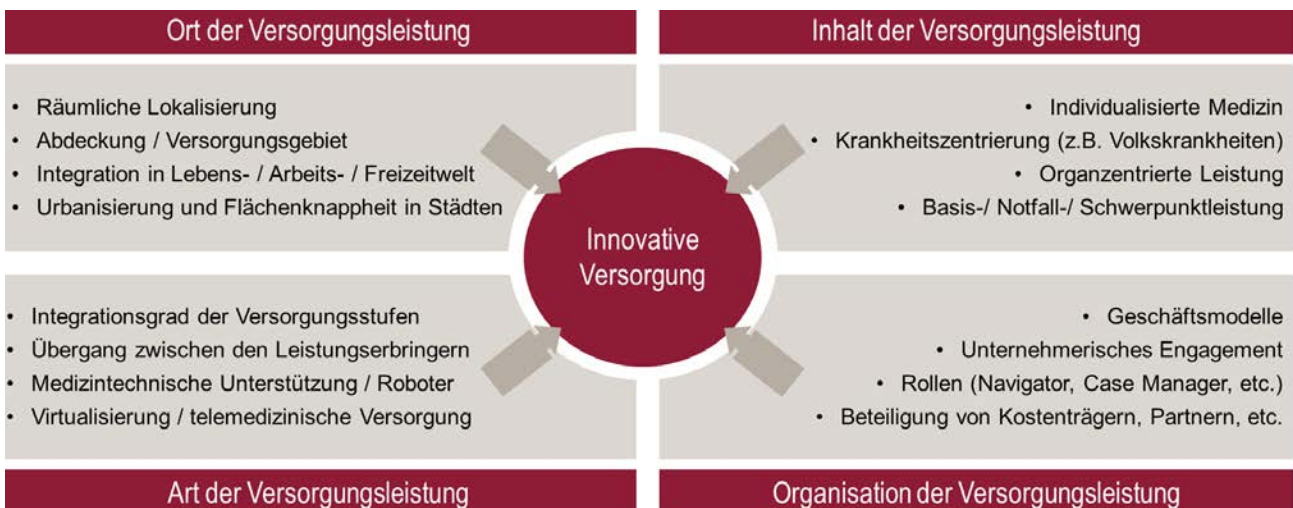 Ort der Versorgungsleistung
• Räumliche Lokalisierung
• Abdeckung / Versorgungsgebiet
• Integration in Lebens- / Arbeits- / Freizeitwelt
• Urbanisierung und Flächenknappheit in Städten
Inhalt der Versorgungsleistung
• Individualisierte Medizin
• Krankheitszentrierung (z.B. Volkskrankheiten)
• Organzentrierte Leistung
• Basis-/ Notfall-/ Schwerpunktleistung
Innovative
Versorgung
• Integrationsgrad der Versorgungsstufen
• Übergang zwischen den Leistungserbringern
• Medizintechnische Unterstützung / Roboter
• Virtualisierung / telemedizinische Versorgung
Art der Versorgungsleistung
• Geschäftsmodelle
• Unternehmerisches Engagement
• Rollen (Navigator, Case Manager, etc.)
• Beteiligung von Kostenträgern, Partnern, etc.
Organisation der Versorgungsleistung